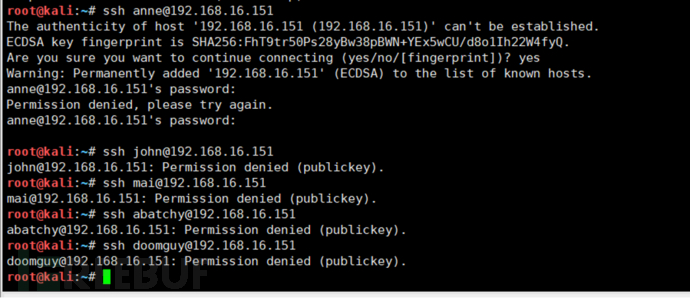 root@kali:~# ssh anne@192.168.16.151
The authenticity of host '192.168.16.151 (192.168.16.151)' can't be established.
ECDSA key fingerprint is SHA256:FhT9tr50Ps28yBw38pBWN+YEx5wCU/d8o1Ih22W4fyQ.
Are you sure you want to continue connecting (yes/no/[fingerprint])? yes
Warning: Permanently added '192.168.16.151' (ECDSA) to the list of known hosts.
anne@192.168.16.151's password:
Permission denied, please try again.
anne@192.168.16.151's password:
root@kali:~# ssh john@192.168.16.151
john@192.168.16.151: Permission denied (publickey).
root@kali:~# ssh mai@192.168.16.151
mai@192.168.16.151: Permission denied (publickey).
root@kali:~# ssh abatchy@192.168.16.151
abatchy@192.168.16.151: Permission denied (publickey).
root@kali:~# ssh doomguy@192.168.16.151
doomguy@192.168.16.151: Permission denied (publickey).
root@kali:~#